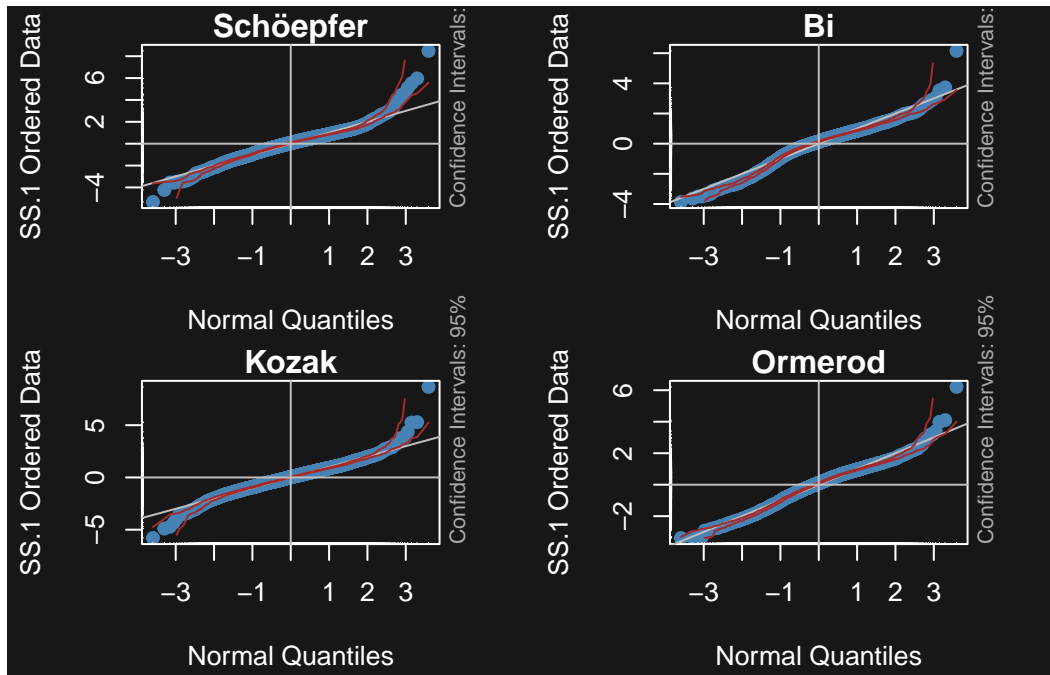 Schöepfer
SS.1 Ordered Data
−4
2
6
−3
−1
1
2
3
Normal Quantiles
Confidence Intervals:
Bi
SS.1 Ordered Data
−4
0
4
−3
−1
1
2
3
Normal Quantiles
Confidence Intervals: 95%
Kozak
SS.1 Ordered Data
−5
0
5
−3
−1
1
2
3
Normal Quantiles
Confidence Intervals: 95%
Ormerod
SS.1 Ordered Data
−2
2
6
−3
−1
1
2
3
Normal Quantiles